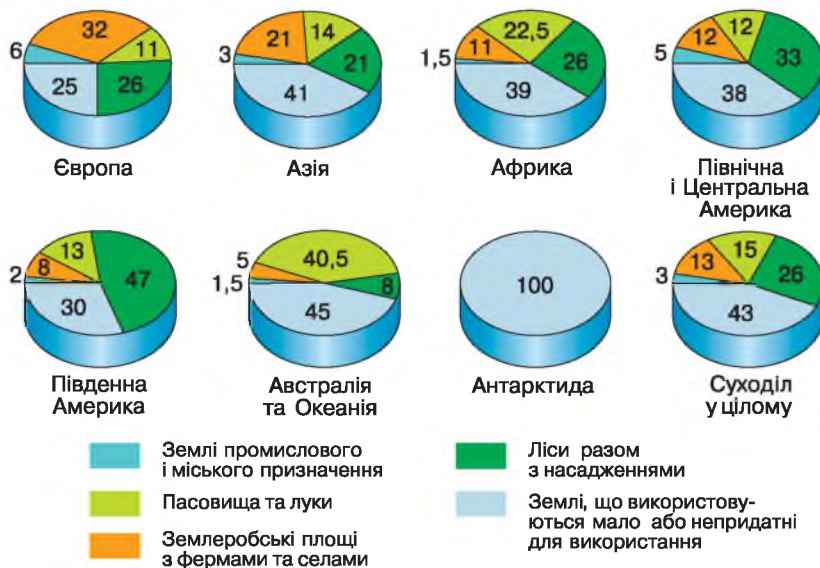 6
32
11
25
26
Європа
3
21
14
21
41
Азія
1,5
11
22,5
26
39
Африка
5
12
12
33
38
Північна
і Центральна
Америка
2
8
13
47
30
Південна
Америка
5
1,5
40,5
8
45
Австралія
та Океанія
100
Антарктида
3
13
15
26
43
Суходіл
у цілому
Землі промислового
і міського призначення
Пасовища та луки
Землеробські площі
з фермами та селами
Ліси разом
з насадженнями
Землі, що використову-
ються мало або непридатні
для використання